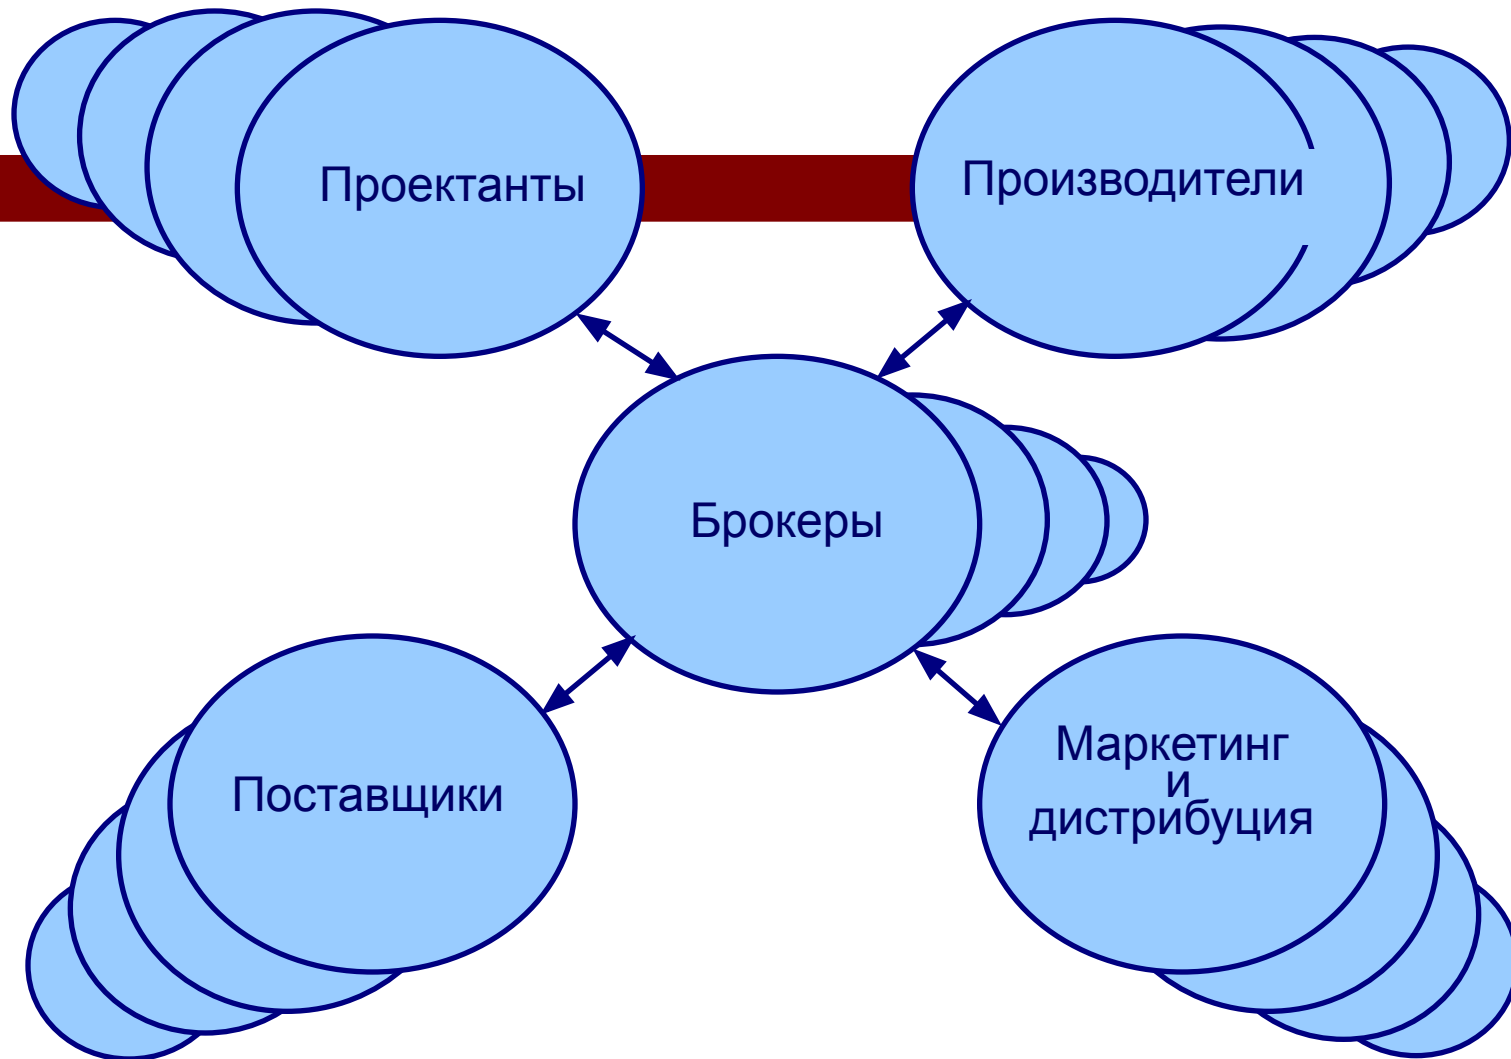 Проектанты
Производители
Брокеры
Поставщики
Маркетинг
и
дистрибуция